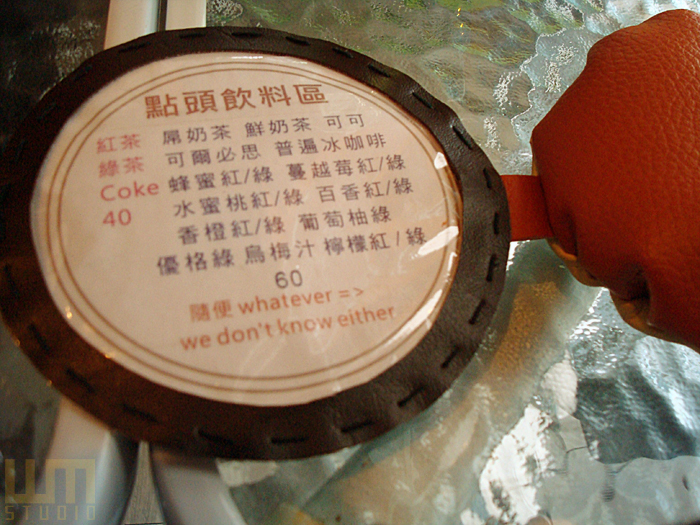 點頭飲料區
紅茶
綠茶
Coke
40
屌奶茶 鮮奶茶 可可
可爾必思 普遍冰咖啡
蜂蜜紅/綠 蔓越莓紅/綠
水蜜桃紅/綠 百香紅/綠
香橙紅/綠 葡萄柚綠
優格綠 烏梅汁 檸檬紅/綠
60
隨便 whatever =>
we don't know either
WM
STUDIO